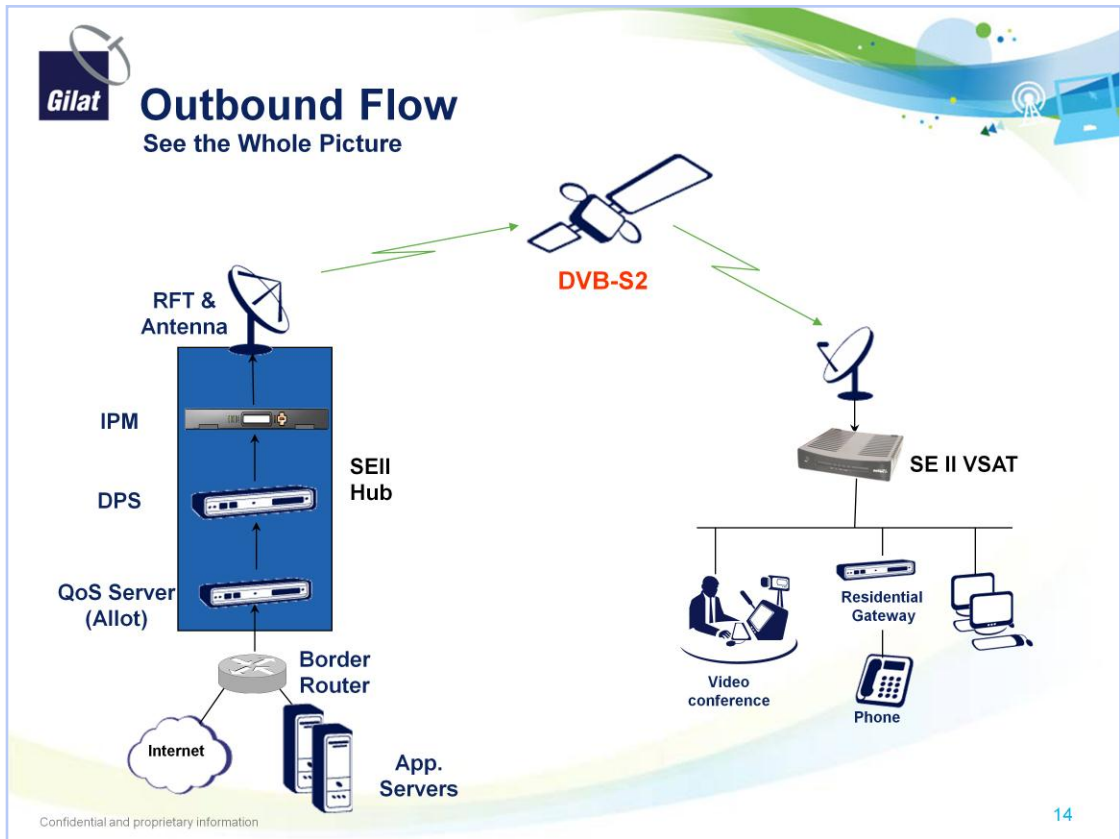 Gilat
Outbound Flow
See the Whole Picture
DVB-S2
RFT &
Antenna
IPM
SEII
Hub
DPS
QoS Server
(Allot)
Border
Router
Internet
App.
Servers
SE II VSAT
Residential
Gateway
Video
conference
Phone
Confidential and proprietary information
14